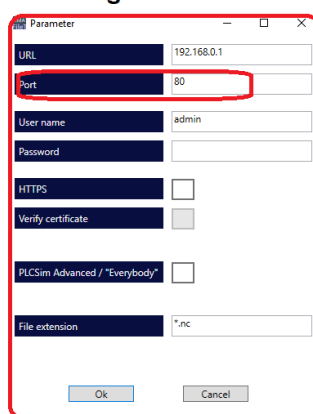 Parameter
URL 192.168.0.1
Port 80
User name admin
Password
HTTPS
Verify certificate
PLCSim Advanced / "Everybody"
File extension *.nc
Ok Cancel